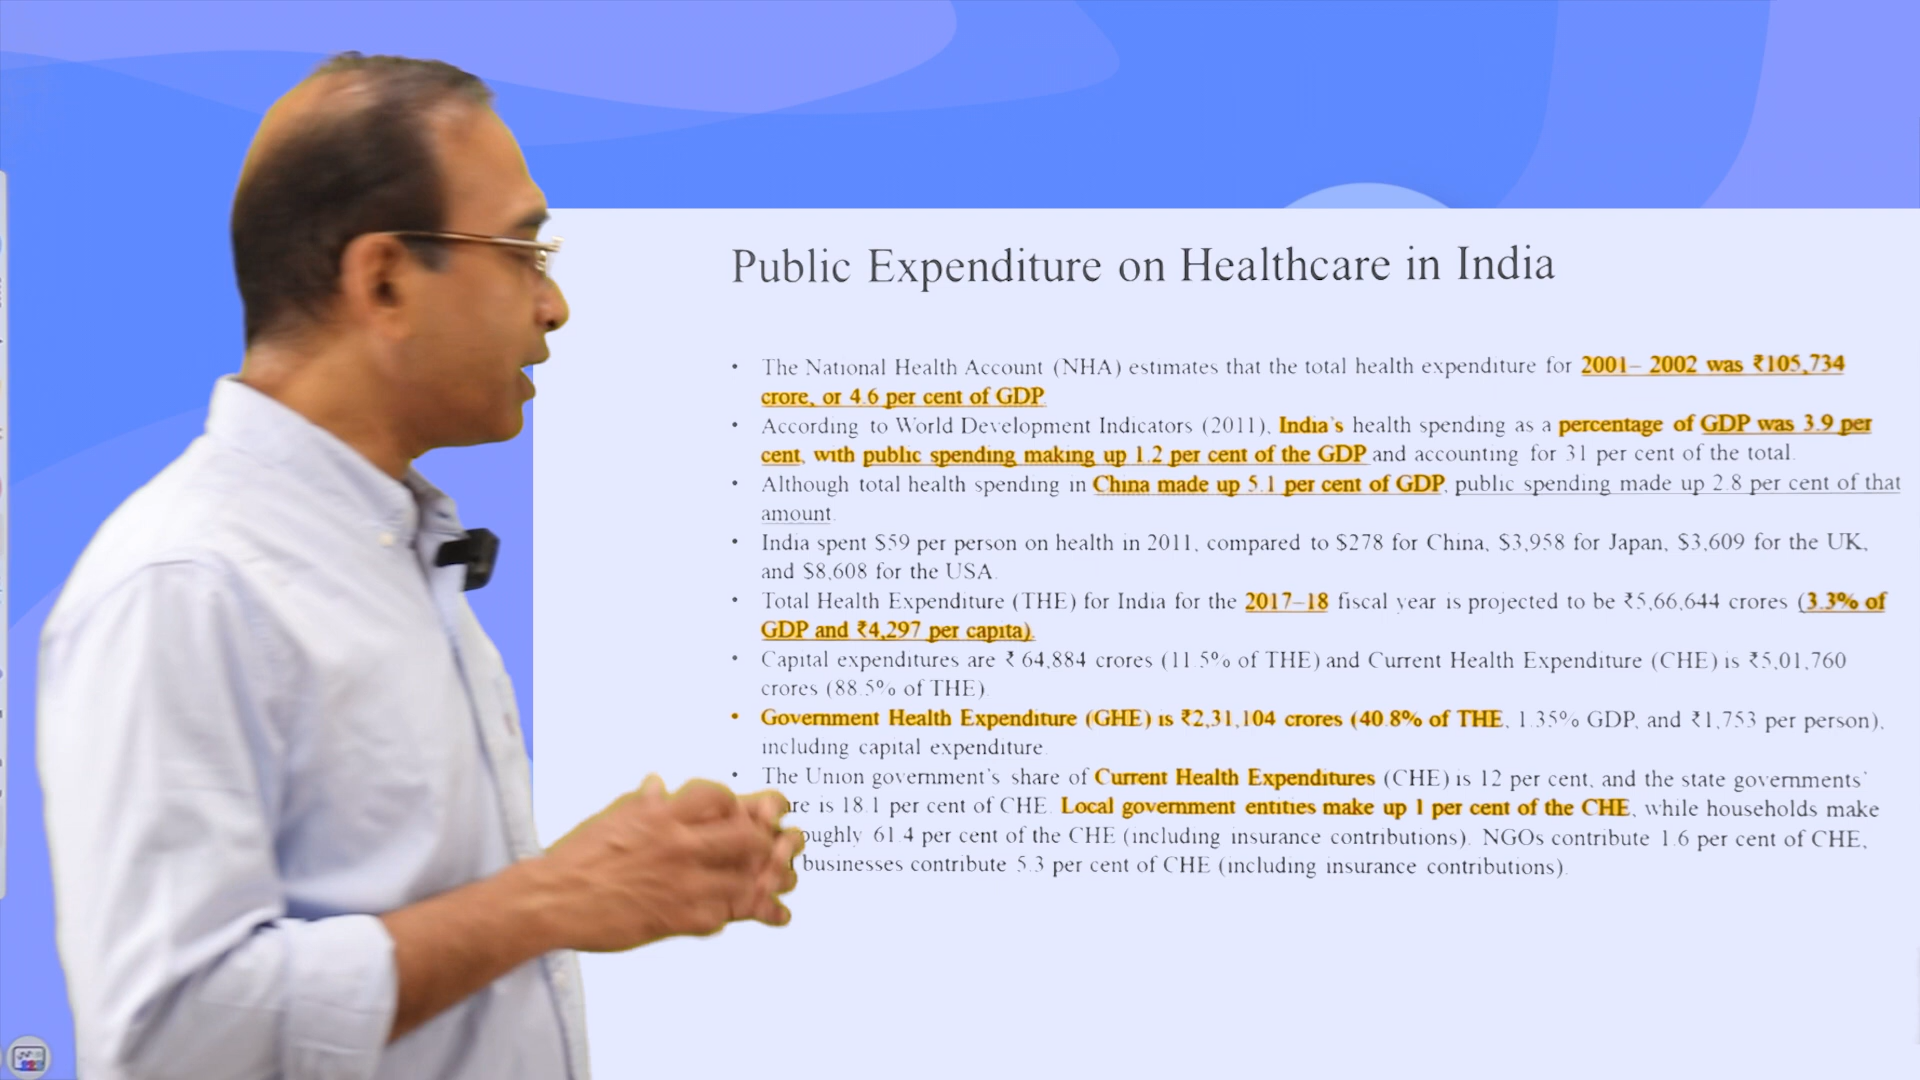 Public Expenditure on Healthcare in India
• The National Health Account (NHA) estimates that the total health expenditure for 2001– 2002 was ₹105,734
crore, or 4.6 per cent of GDP
• According to World Development Indicators (2011), India's health spending as a percentage of GDP was 3.9 per
cent, with public spending making up 1.2 per cent of the GDP and accounting for 31 per cent of the total.
• Although total health spending in China made up 5.1 per cent of GDP, public spending made up 2.8 per cent of that
amount.
• India spent $59 per person on health in 2011, compared to $278 for China, $3,958 for Japan, $3,609 for the UK,
and $8,608 for the USA.
• Total Health Expenditure (THE) for India for the 2017–18 fiscal year is projected to be ₹5,66,644 crores (3.3% of
GDP and ₹4,297 per capita).
• Capital expenditures are ₹ 64,884 crores (11.5% of THE) and Current Health Expenditure (CHE) is ₹5,01,760
crores (88.5% of THE).
• Government Health Expenditure (GHE) is ₹2,31,104 crores (40.8% of THE, 1.35% GDP, and ₹1,753 per person),
including capital expenditure.
• The Union government's share of Current Health Expenditures (CHE) is 12 per cent, and the state governments'
is 18.1 per cent of CHE. Local government entities make up 1 per cent of the CHE, while households make
61.4 per cent of the CHE (including insurance contributions). NGOs contribute 1.6 per cent of CHE,
businesses contribute 5.3 per cent of CHE (including insurance contributions).